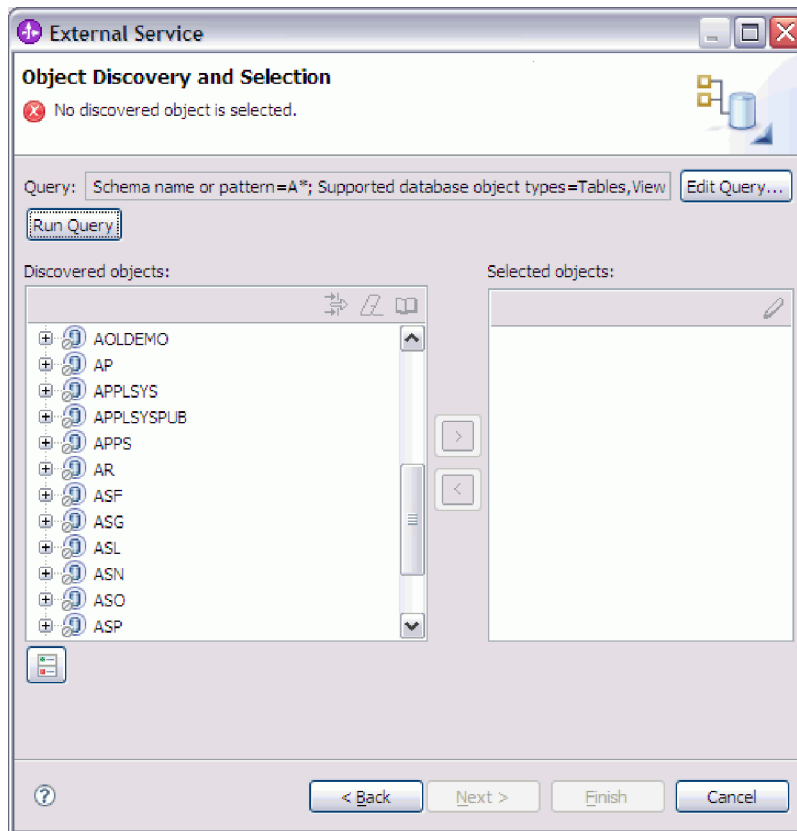 External Service
Object Discovery and Selection
No discovered object is selected.
Query: Schema name or pattern=A*; Supported database object types=Tables,View Edit Query...
Run Query
Discovered objects: Selected objects:
AOLDEMO
AP
APPLSYS
APPLSYSPUB
APPS
AR
ASF
ASG
ASL
ASN
ASO
ASP
< Back Next > Finish Cancel